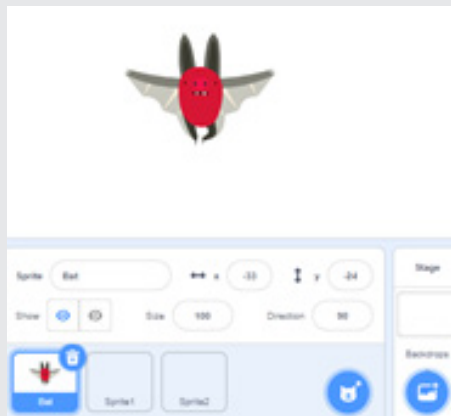 Sprite Bat x -33 y -24 Stage
Show Size 100 Direction 90
Backdrops
Bat Sprite1 Sprite2